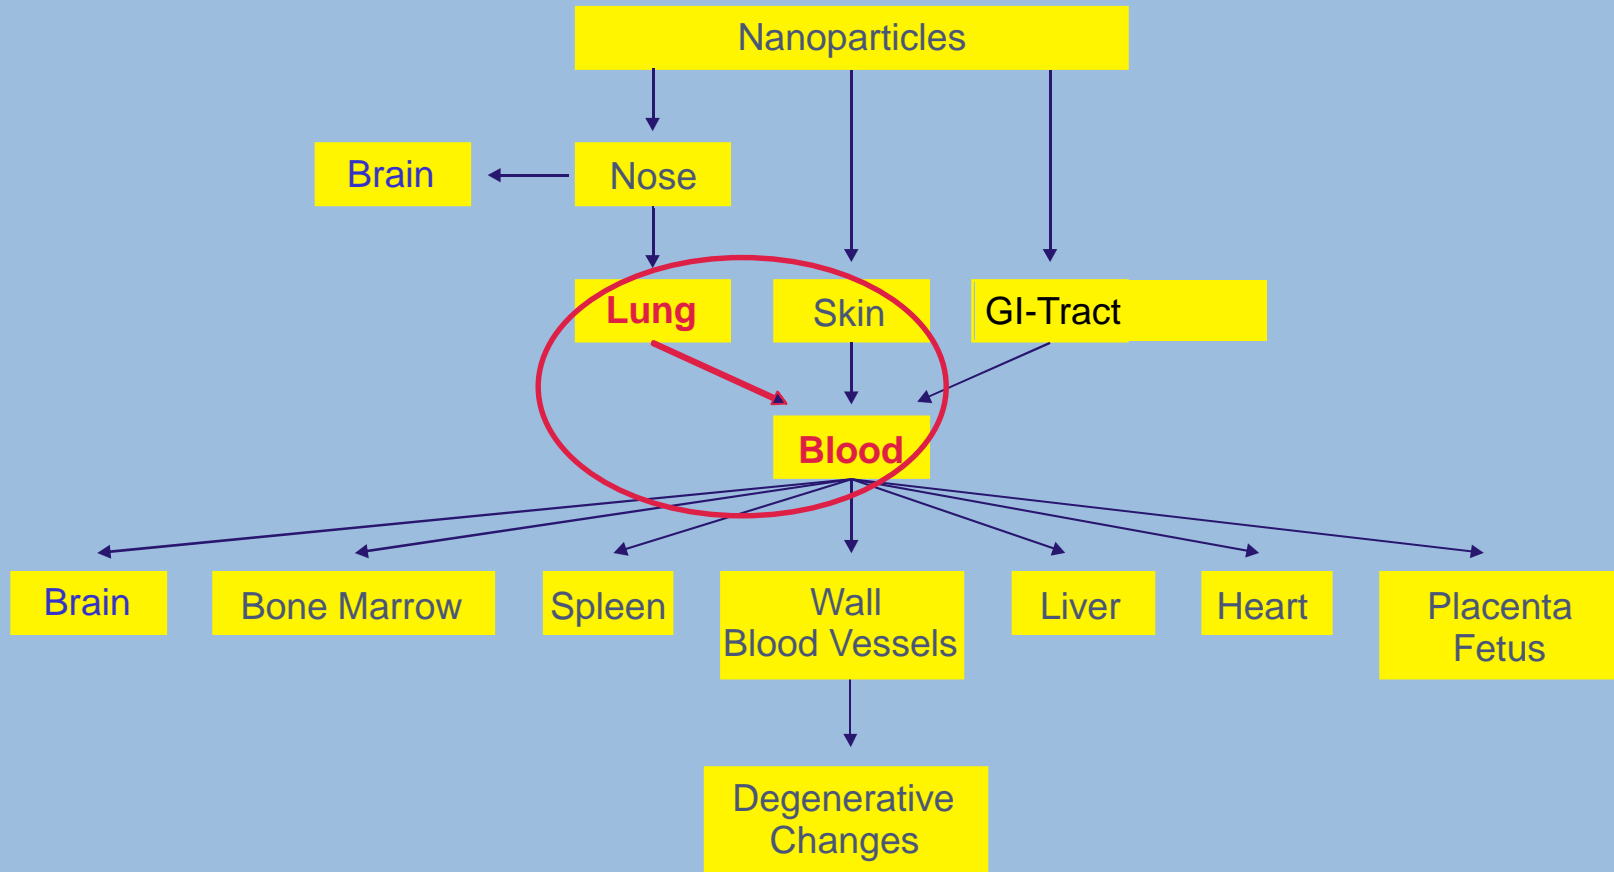 Nanoparticles
Brain
Nose
Lung
Skin
GI-Tract
Blood
Brain
Bone Marrow
Spleen
Wall
Blood Vessels
Liver
Heart
Placenta
Fetus
Degenerative
Changes